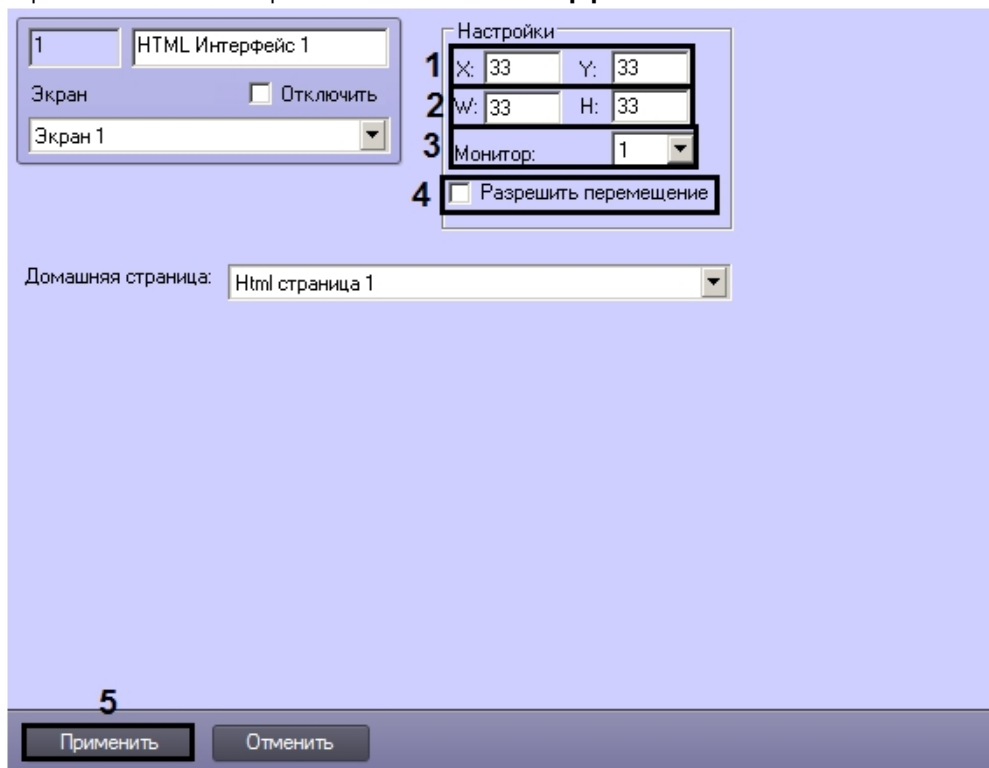 1 HTML Интерфейс 1
Экран Отключить
Экран 1
Настройки
1 X: 33 Y: 33
2 W: 33 H: 33
3 Монитор: 1
4 Разрешить перемещение
Домашняя страница: Html страница 1
5
Применить Отменить